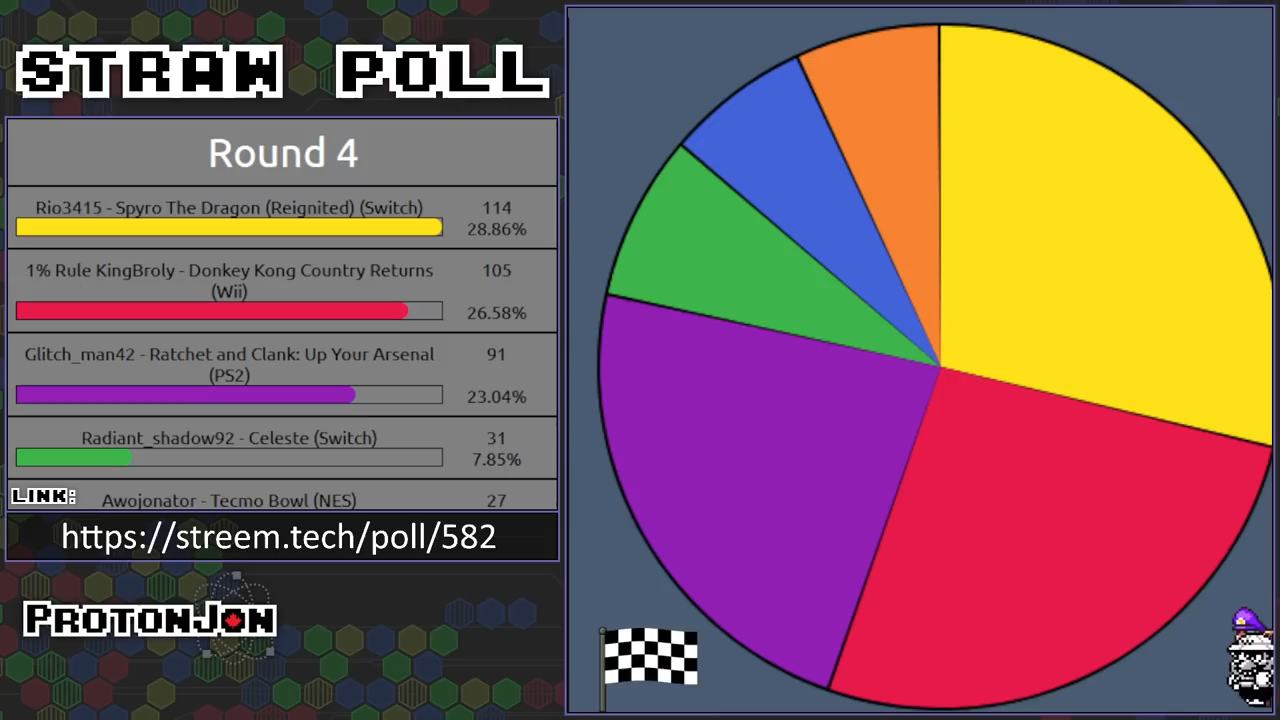 STRAW POLL
Round 4
Rio3415 - Spyro The Dragon (Reignited) (Switch)
114
28.86%
1% Rule KingBroly - Donkey Kong Country Returns
(Wii)
105
26.58%
Glitch_man42 - Ratchet and Clank: Up Your Arsenal
(PS2)
91
23.04%
Radiant_shadow92 - Celeste (Switch)
31
7.85%
LINK:
Awojonator - Tecmo Bowl (NES)
27
https://streem.tech/poll/582
PROTONJON